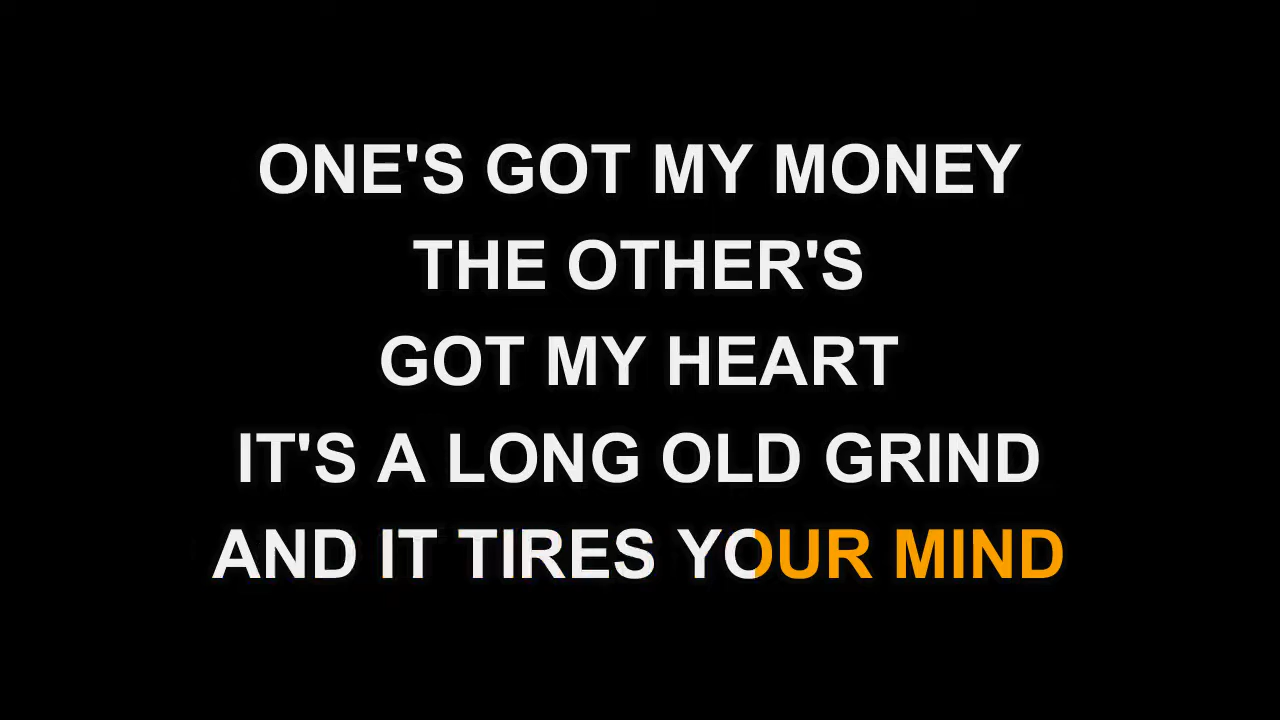 ONE'S GOT MY MONEY
THE OTHER'S
GOT MY HEART
IT'S A LONG OLD GRIND
AND IT TIRES YOUR MIND